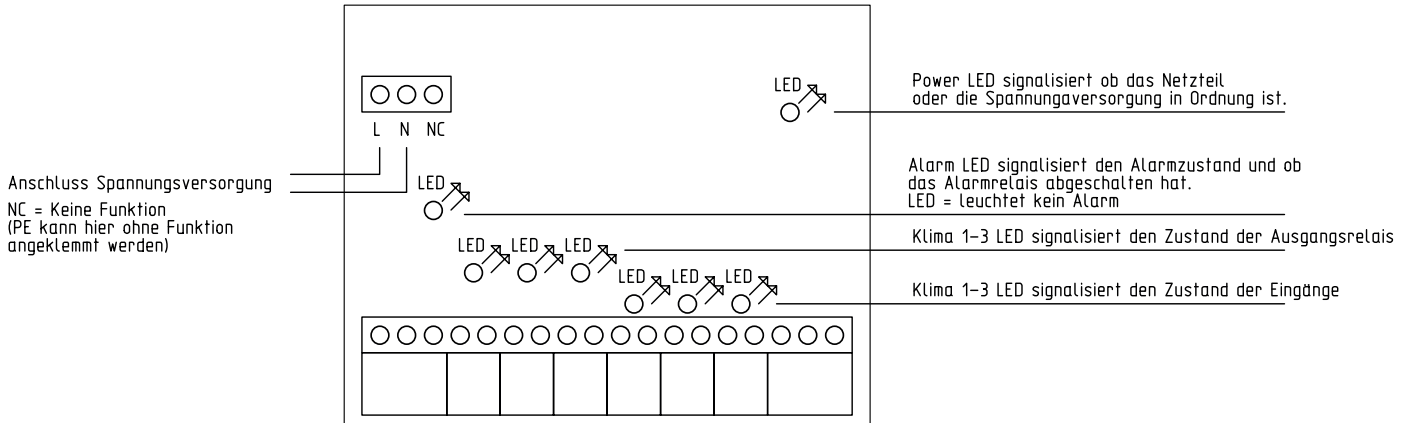 LED
Power LED signalisiert ob das Netzteil
oder die Spannungaversorgung in Ordnung ist.
L N NC
Anschluss Spannungsversorgung
NC = Keine Funktion
(PE kann hier ohne Funktion
angeklemmt werden)
LED
Alarm LED signalisiert den Alarmzustand und ob
das Alarmrelais abgeschalten hat.
LED = leuchtet kein Alarm
LED LED LED
Klima 1-3 LED signalisiert den Zustand der Ausgangsrelais
LED LED LED
Klima 1-3 LED signalisiert den Zustand der Eingänge